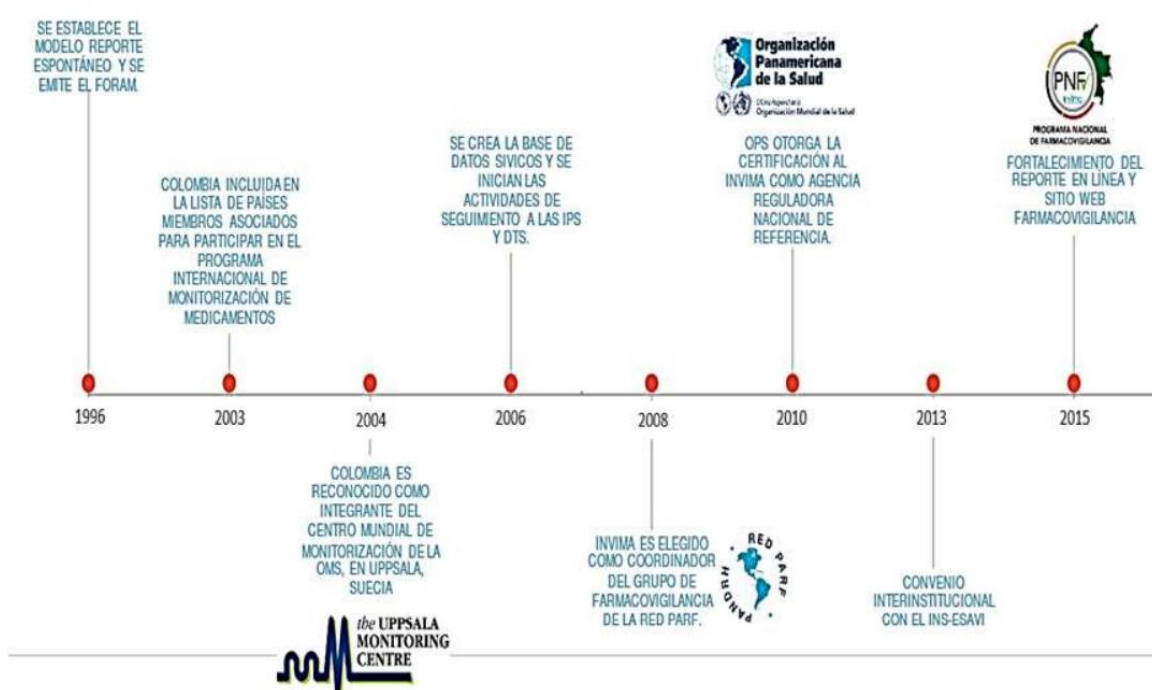 SE ESTABLECE EL
MODELO REPORTE
ESPONTÁNEO Y SE
EMITE EL FORAM.
COLOMBIA INCLUIDA EN
LA LISTA DE PAÍSES
MIEMBROS ASOCIADOS
PARA PARTICIPAR EN EL
PROGRAMA
INTERNACIONAL DE
MONITORIZACIÓN DE
MEDICAMENTOS
SE CREA LA BASE DE
DATOS SIVICOS Y SE
INICIAN LAS
ACTIVIDADES DE
SEGUIMIENTO A LAS IPS
Y DTS.
Organización
Panamericana
de la Salud
Organización Mundial de la Salud
OPS OTORGA LA
CERTIFICACIÓN AL
INVIMA COMO AGENCIA
REGULADORA
NACIONAL DE
REFERENCIA.
PNFV
PROGRAMA NACIONAL
DE FARMACOVIGILANCIA
FORTALECIMIENTO DEL
REPORTE EN LÍNEA Y
SITIO WEB
FARMACOVIGILANCIA
1996 2003 2004 2006 2008 2010 2013 2015
COLOMBIA ES
RECONOCIDO COMO
INTEGRANTE DEL
CENTRO MUNDIAL DE
MONITORIZACIÓN DE LA
OMS, EN UPPSALA,
SUECIA
the UPPSALA
MONITORING
CENTRE
INVIMA ES ELEGIDO
COMO COORDINADOR
DEL GRUPO DE
FARMACOVIGILANCIA
DE LA RED PARF.
RED PARF
PANDRH
CONVENIO
INTERINSTITUCIONAL
CON EL INS-ESAVI